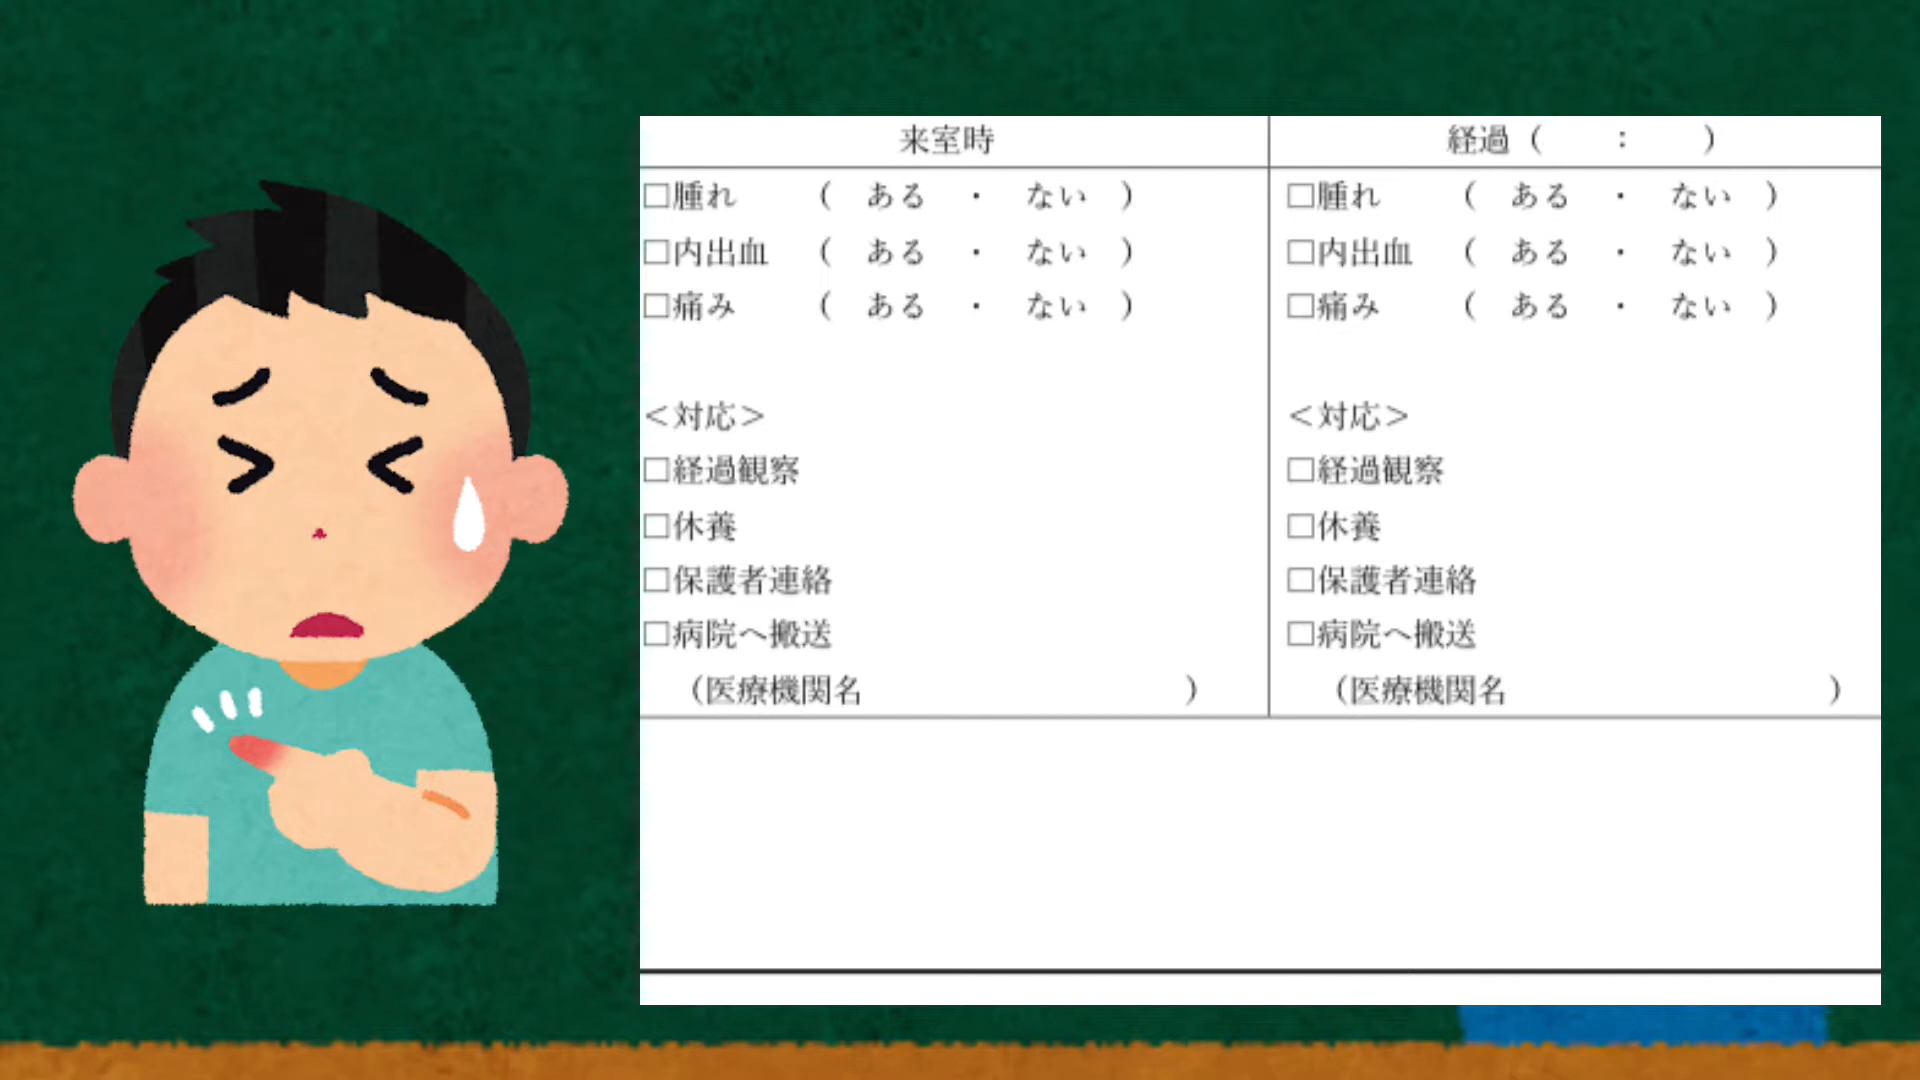 来室時
□腫れ （ ある ・ ない ）
□内出血 （ ある ・ ない ）
□痛み （ ある ・ ない ）
＜対応＞
□経過観察
□休養
□保護者連絡
□病院へ搬送
（医療機関名 ）
経過（ ： ）
□腫れ （ ある ・ ない ）
□内出血 （ ある ・ ない ）
□痛み （ ある ・ ない ）
＜対応＞
□経過観察
□休養
□保護者連絡
□病院へ搬送
（医療機関名 ）